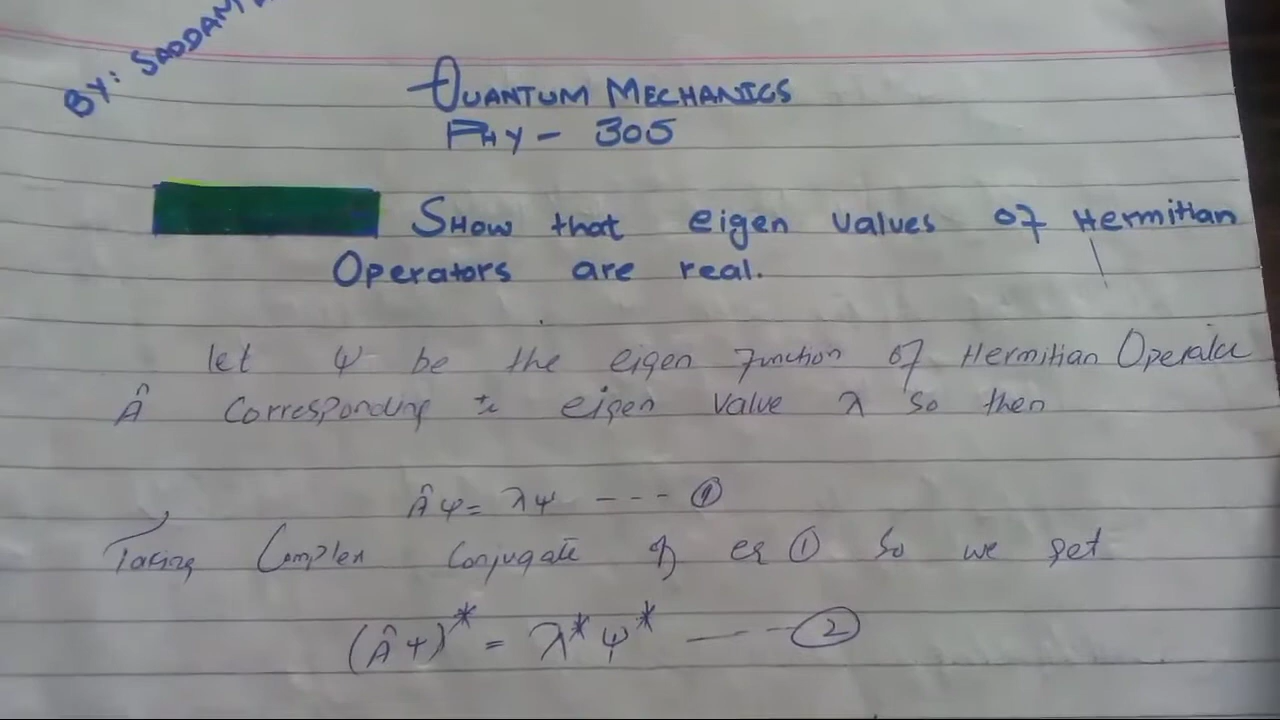 BY: SADDAM
QUANTUM MECHANICS
PHY - 305
SHow that eigen values of Hermitian
Operators are real.
let ψ be the eigen function of Hermitian Operator
Â Corresponding to eigen value λ so then
Âψ = λψ ---- ①
Taking Complex Conjugate of eq ① so we get
(Âψ)* = λ*ψ* ---- ②